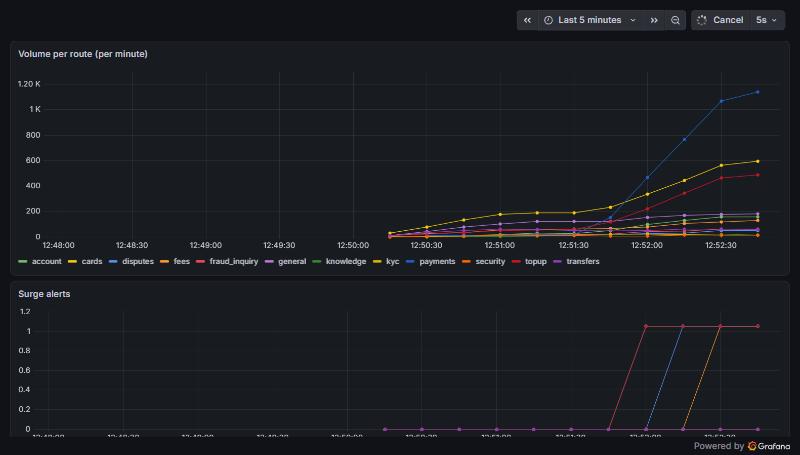 Last 5 minutes Cancel 5s
Volume per route (per minute)
1.20 K
1 K
800
600
400
200
0
12:48:00 12:48:30 12:49:00 12:49:30 12:50:00 12:50:30 12:51:00 12:51:30 12:52:00 12:52:30
account cards disputes fees fraud_inquiry general knowledge kyc payments security topup transfers
Surge alerts
1.2
1
0.8
0.6
0.4
0.2
0
Powered by Grafana